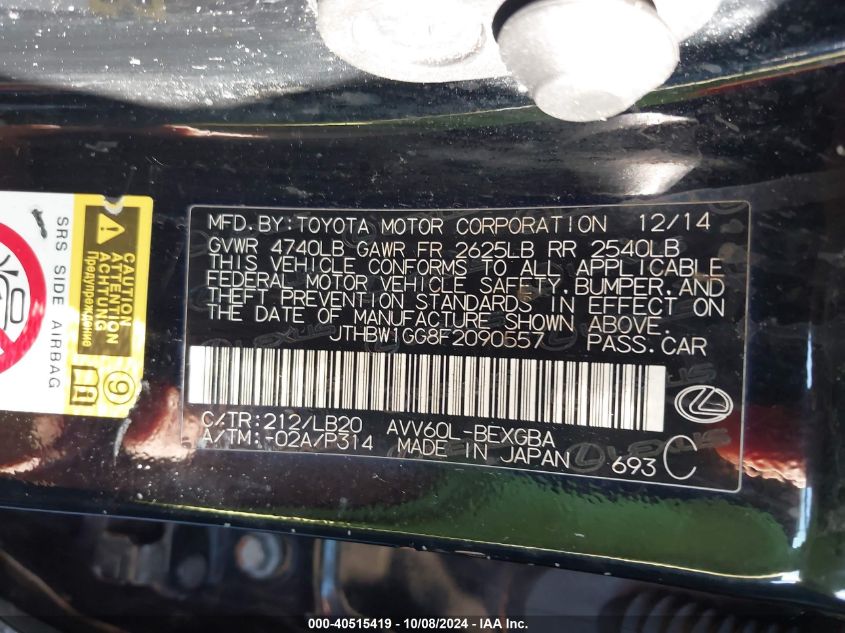 MFD.BY:TOYOTA MOTOR CORPORATION 12/14
GVWR 4740LB GAWR FR 2625LB RR 2540LB
THIS VEHICLE CONFORMS TO ALL APPLICABLE
FEDERAL MOTOR VEHICLE SAFETY,BUMPER,AND
THEFT PREVENTION STANDARDS IN EFFECT ON
THE DATE OF MANUFACTURE SHOWN ABOVE.
JTHBW1GG8F2090557 PASS.CAR
C/TR:212/LB20 AVV60L-BEXGBA
A/TM:-02A/P314 MADE IN JAPAN 693 C
SRS SIDE AIRBAG
CAUTION
ATTENTION
ACHTUNG
Предупреждение
9
000-40515419 - 10/08/2024 - IAA Inc.